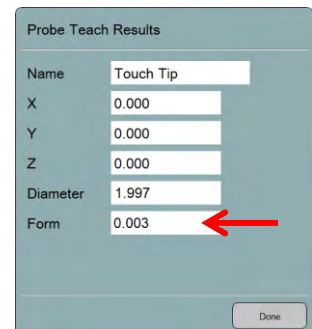 Probe Teach Results
Name Touch Tip
X 0.000
Y 0.000
Z 0.000
Diameter 1.997
Form 0.003
Done